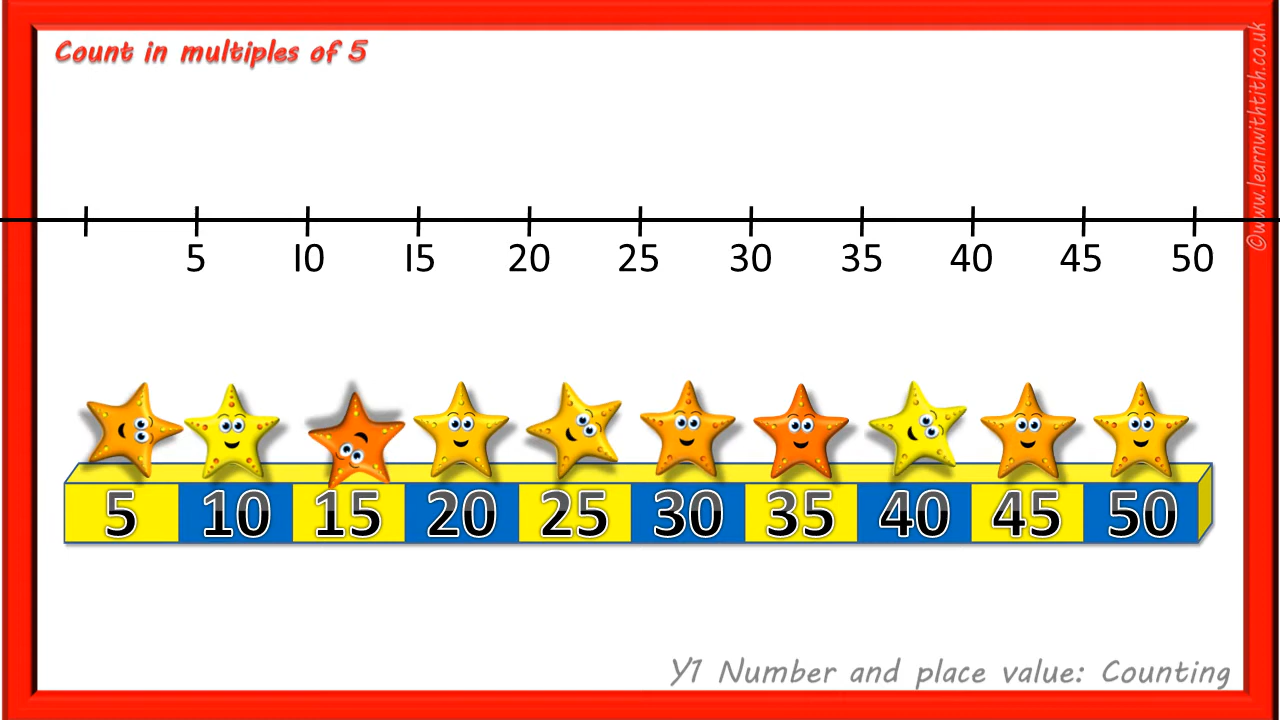 Count in multiples of 5
©www.learnwithtith.co.uk
5 10 15 20 25 30 35 40 45 50
5 10 15 20 25 30 35 40 45 50
Y1 Number and place value: Counting